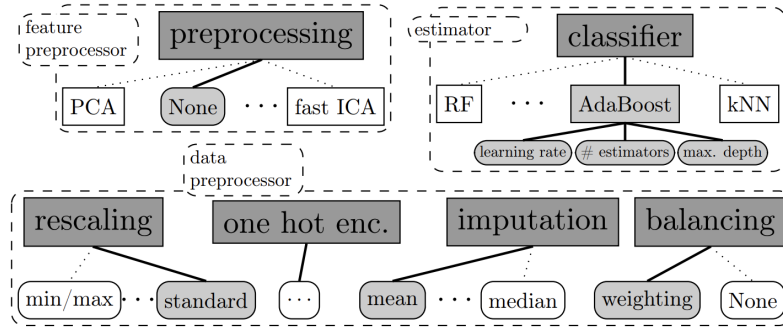 feature
preprocessor
preprocessing
PCA
None
...
fast ICA
estimator
classifier
RF
...
AdaBoost
kNN
learning rate
# estimators
max. depth
data
preprocessor
rescaling
one hot enc.
imputation
balancing
min/max
...
standard
...
mean
...
median
weighting
None